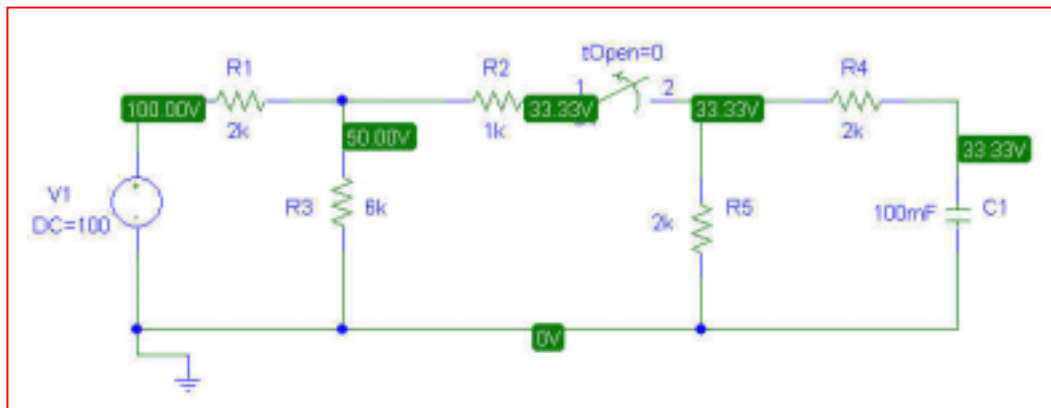 tOpen=0
R1
R2
1
2
R4
100.00V
33.33V
33.33V
2k
1k
2k
50.00V
33.33V
V1
DC=100
R3
6k
2k
R5
100mF
C1
0V